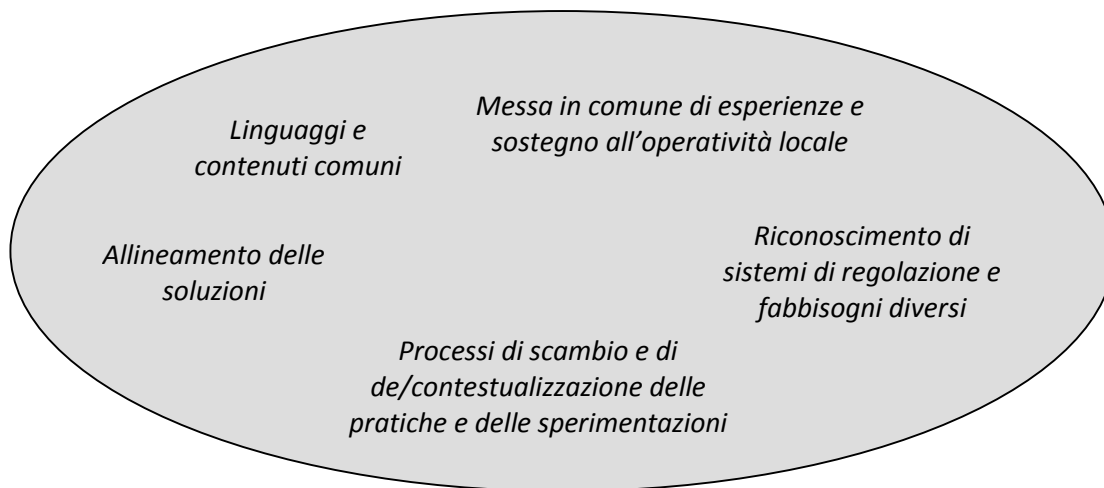 Messa in comune di esperienze e
sostegno all’operatività locale
Linguaggi e
contenuti comuni
Riconoscimento di
sistemi di regolazione e
fabbisogni diversi
Allineamento delle
soluzioni
Processi di scambio e di
de/contestualizzazione delle
pratiche e delle sperimentazioni